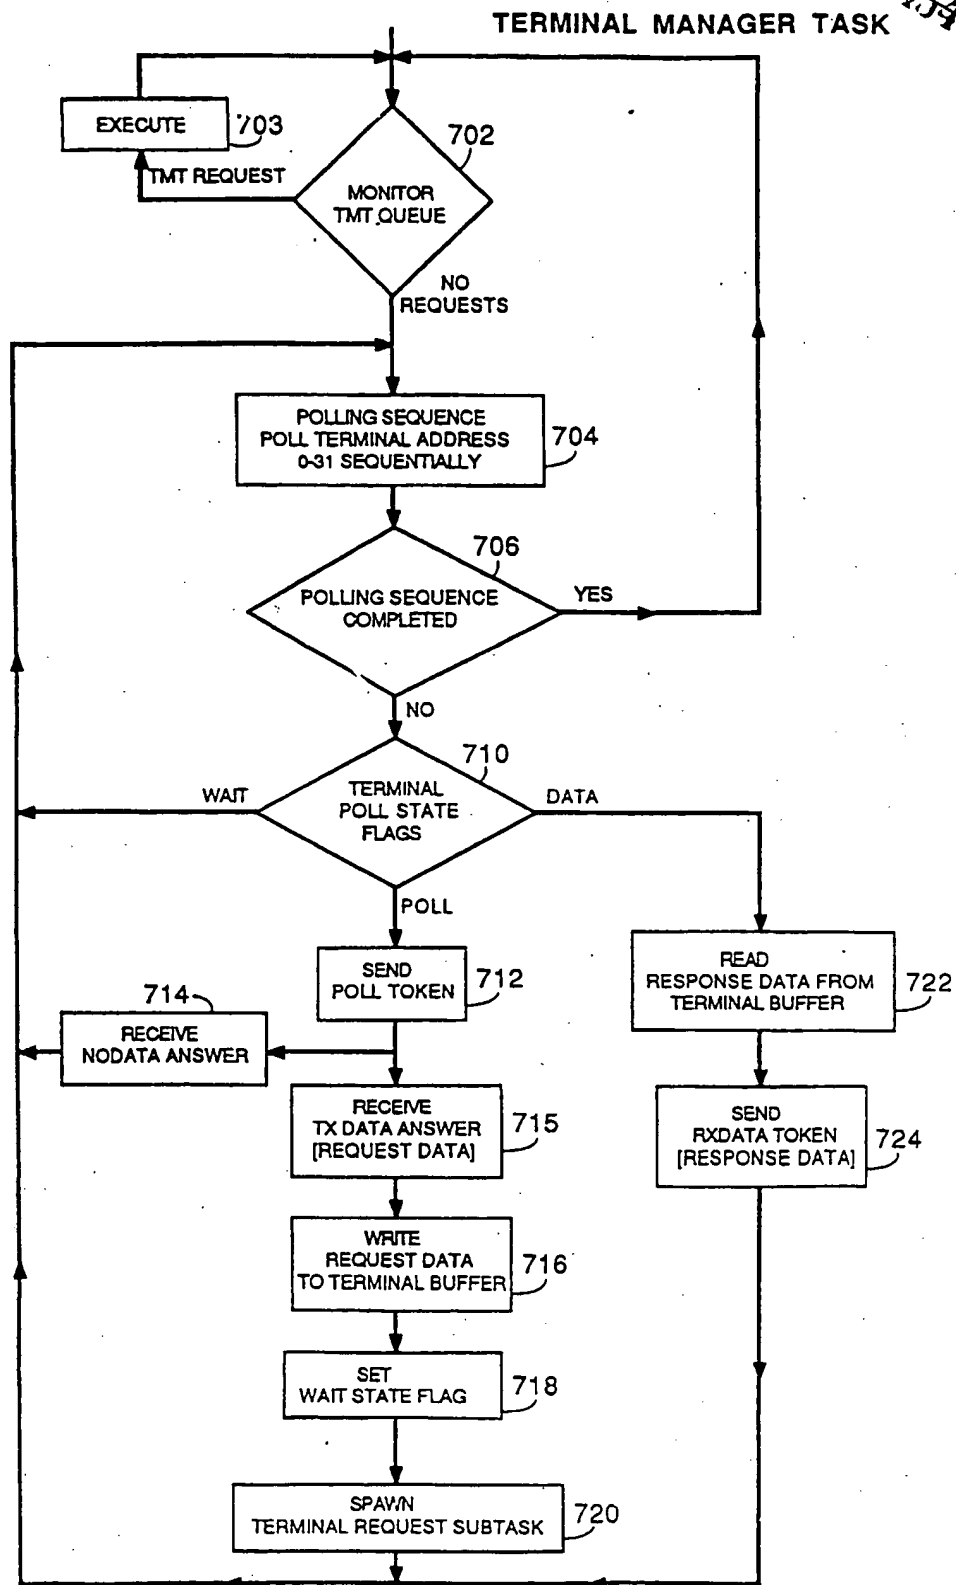 TERMINAL MANAGER TASK
EXECUTE
703
702
TMT REQUEST
MONITOR
TMT QUEUE
NO
REQUESTS
POLLING SEQUENCE
POLL TERMINAL ADDRESS
0-31 SEQUENTIALLY
704
706
POLLING SEQUENCE
COMPLETED
YES
NO
710
WAIT
TERMINAL
POLL STATE
FLAGS
DATA
POLL
SEND
POLL TOKEN
712
READ
RESPONSE DATA FROM
TERMINAL BUFFER
722
714
RECEIVE
NODATA ANSWER
RECEIVE
TX DATA ANSWER
[REQUEST DATA]
715
SEND
RXDATA TOKEN
[RESPONSE DATA]
724
WRITE
REQUEST DATA
TO TERMINAL BUFFER
716
SET
WAIT STATE FLAG
718
SPAWN
TERMINAL REQUEST SUBTASK
720